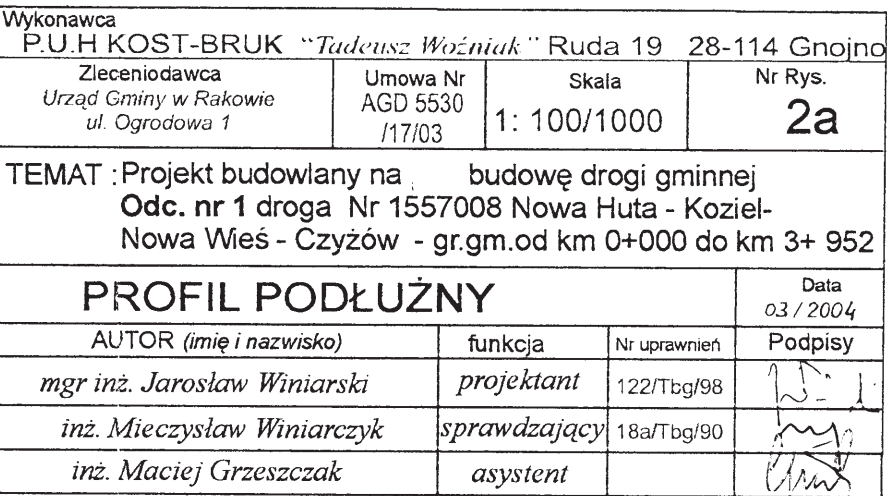 Wykonawca
P.U.H KOST-BRUK "Tadeusz Woźniak" Ruda 19 28-114 Gnojno
Zleceniodawca
Urząd Gminy w Rakowie
ul. Ogrodowa 1
Umowa Nr
AGD 5530
/17/03
Skala
1: 100/1000
Nr Rys.
2a
TEMAT : Projekt budowlany na budowę drogi gminnej
Odc. nr 1 droga Nr 1557008 Nowa Huta - Kozieł-
Nowa Wieś - Czyżów - gr.gm.od km 0+000 do km 3+ 952
PROFIL PODŁUŻNY
Data
03/2004
AUTOR (imię i nazwisko) funkcja Nr uprawnień Podpisy
mgr inż. Jarosław Winiarski projektant 122/Tbg/98
inż. Mieczysław Winiarczyk sprawdzający 18a/Tbg/90
inż. Maciej Grzeszczak asystent